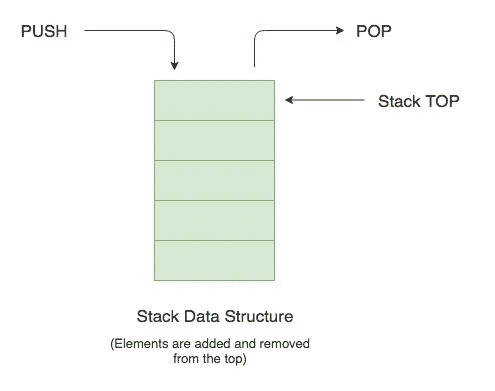 PUSH
POP
Stack TOP
Stack Data Structure
(Elements are added and removed
from the top)